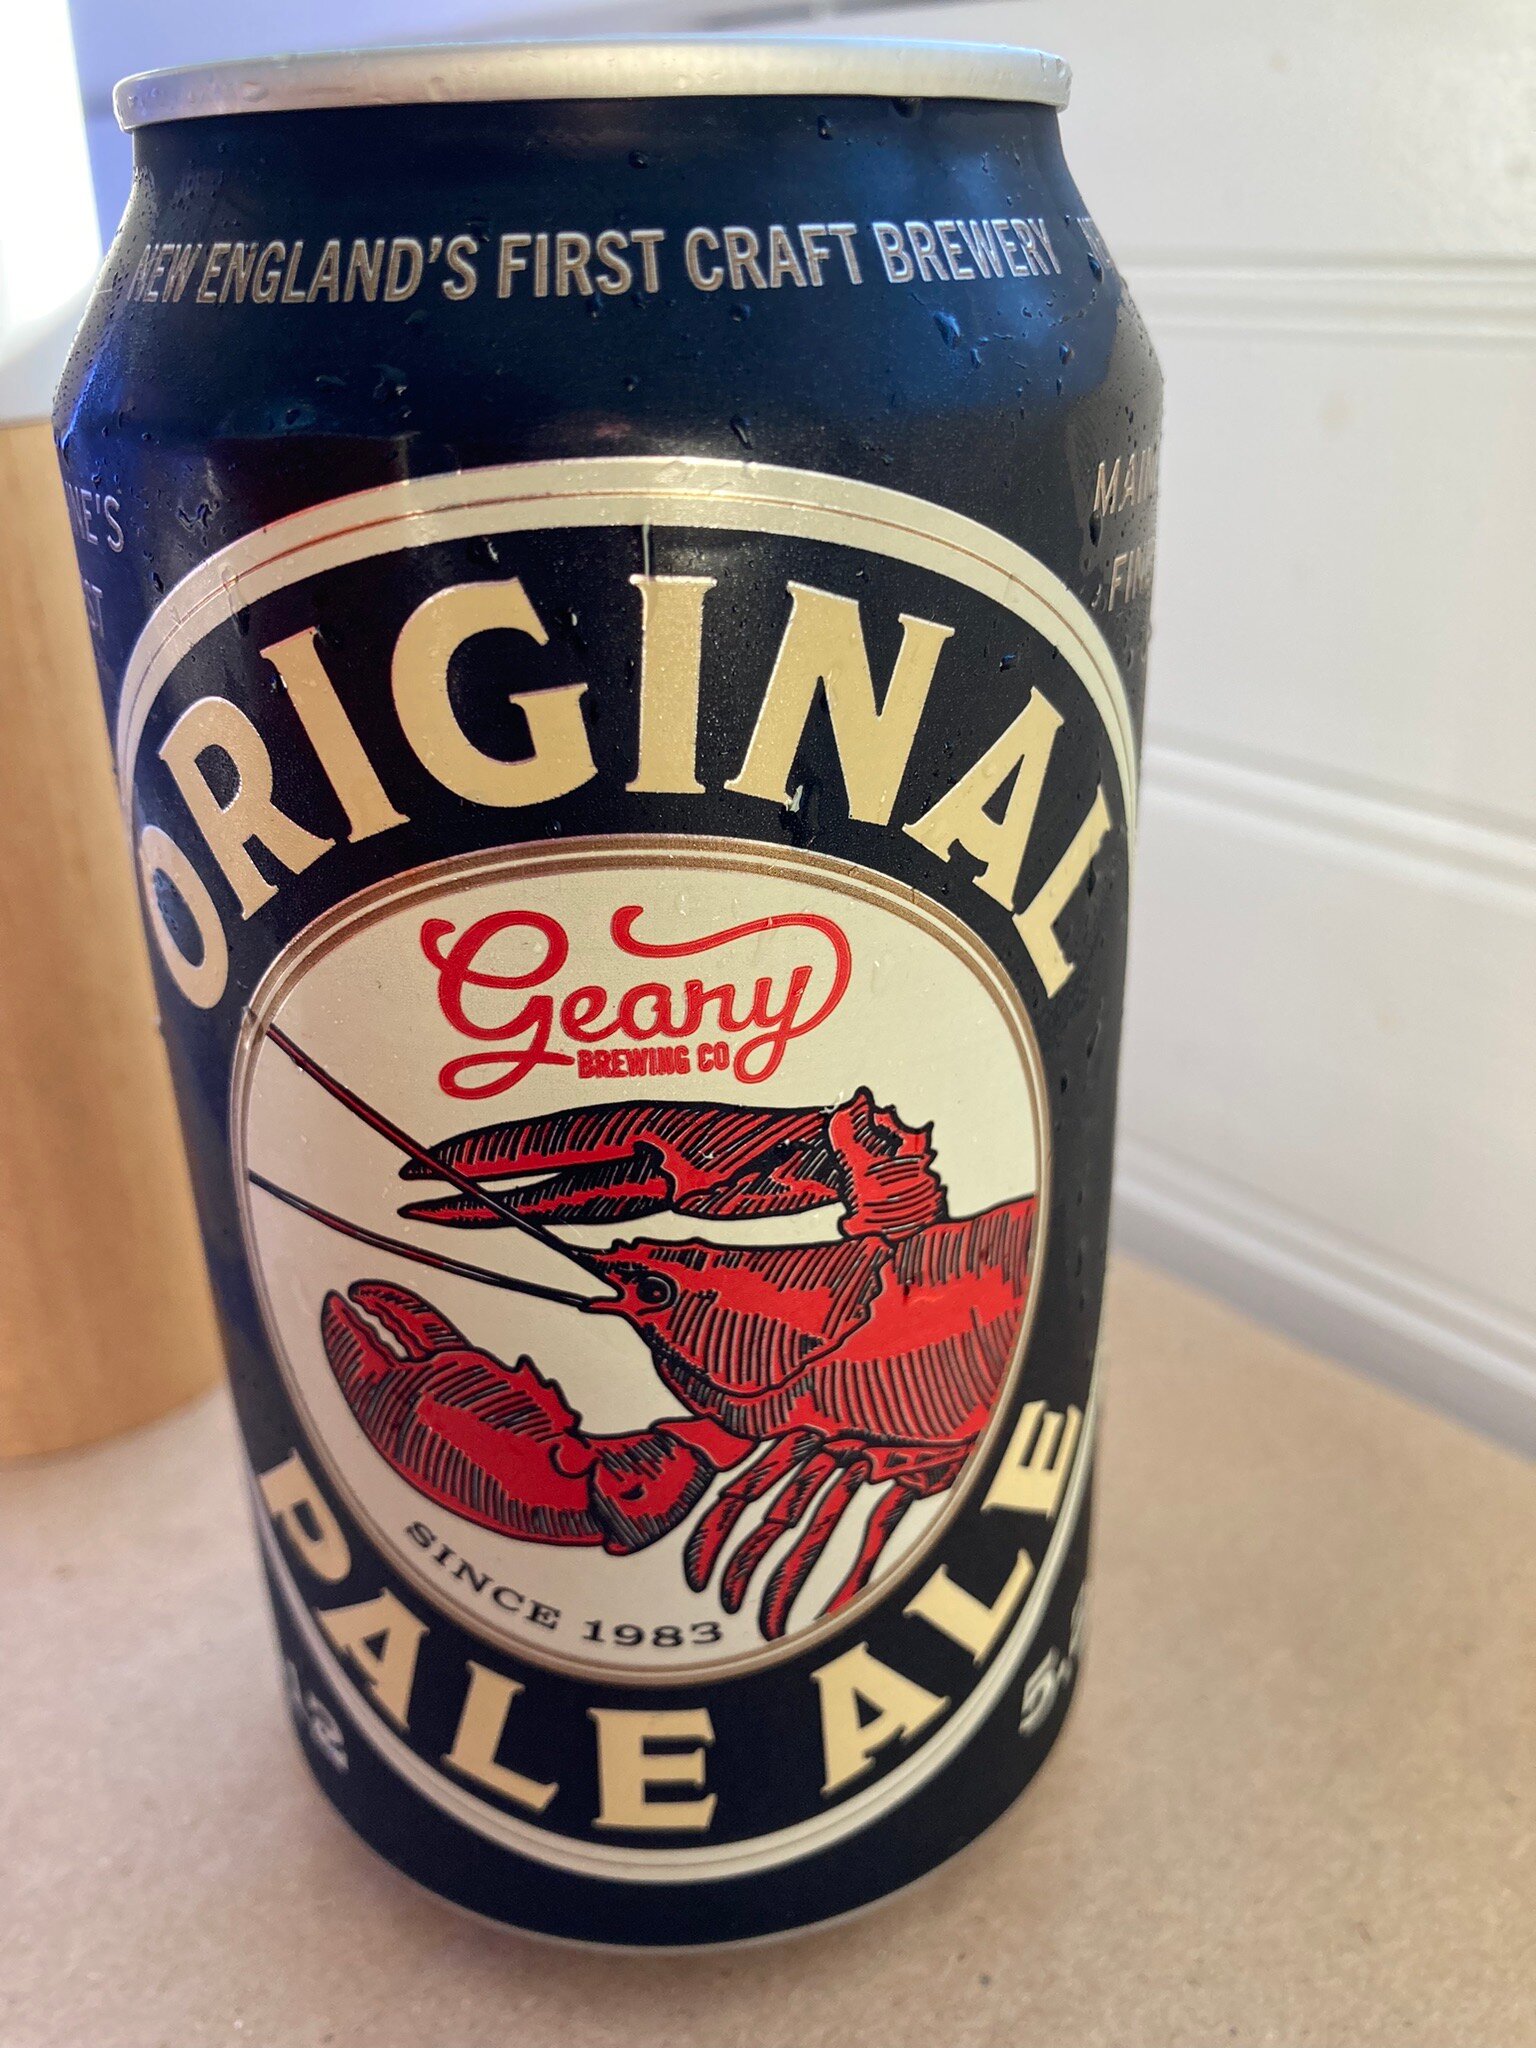 NEW ENGLAND'S FIRST CRAFT BREWERY
ORIGINAL
Geary
BREWING CO
SINCE 1983
PALE ALE